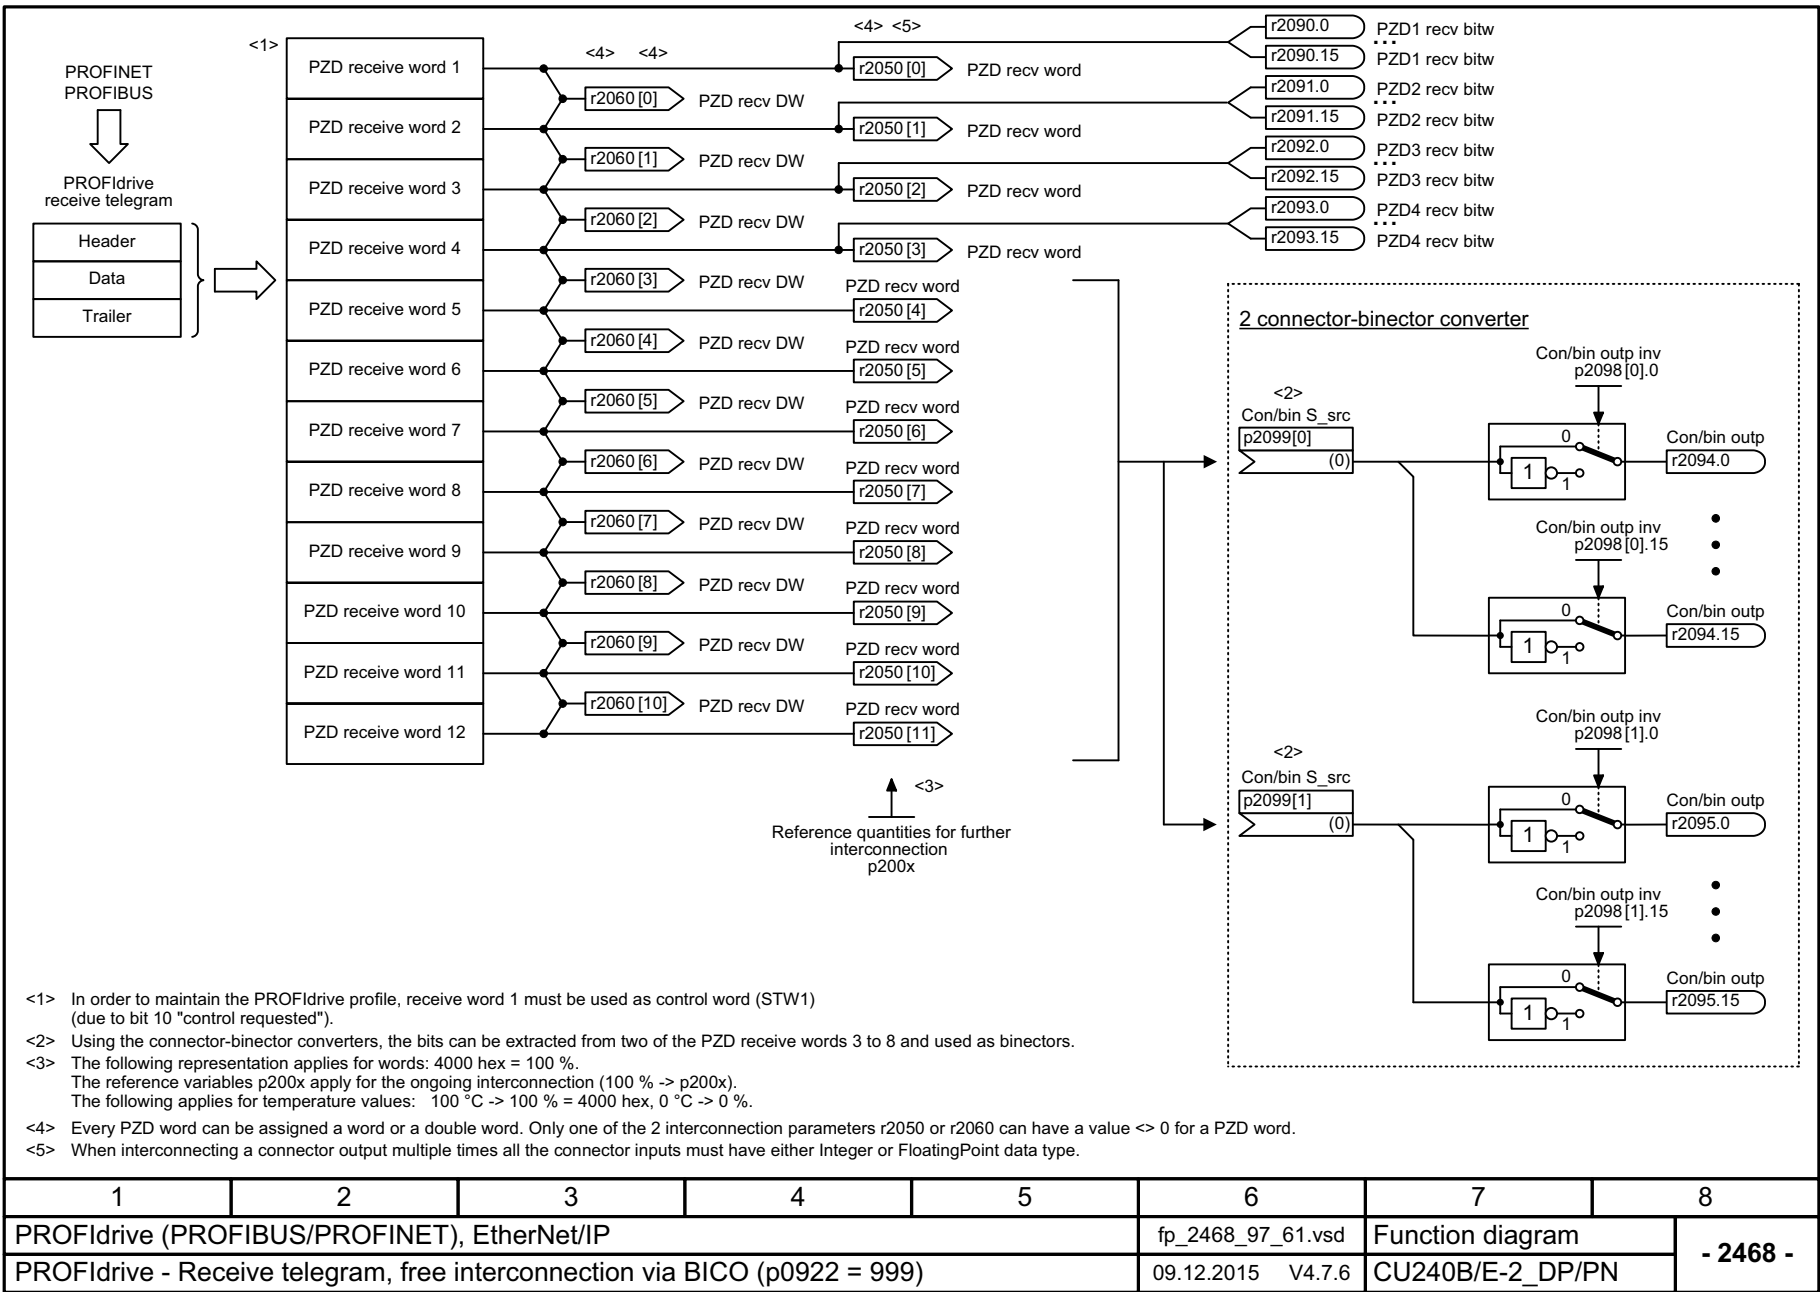 <1>
PROFINET
PROFIBUS
PROFIdrive
receive telegram
Header
Data
Trailer
PZD receive word 1
PZD receive word 2
PZD receive word 3
PZD receive word 4
PZD receive word 5
PZD receive word 6
PZD receive word 7
PZD receive word 8
PZD receive word 9
PZD receive word 10
PZD receive word 11
PZD receive word 12
<4> <4>
r2060 [0] PZD recv DW
r2060 [1] PZD recv DW
r2060 [2] PZD recv DW
r2060 [3] PZD recv DW
r2060 [4] PZD recv DW
r2060 [5] PZD recv DW
r2060 [6] PZD recv DW
r2060 [7] PZD recv DW
r2060 [8] PZD recv DW
r2060 [9] PZD recv DW
r2060 [10] PZD recv DW
<4> <5>
r2050 [0] PZD recv word
r2050 [1] PZD recv word
r2050 [2] PZD recv word
r2050 [3] PZD recv word
PZD recv word
r2050 [4]
PZD recv word
r2050 [5]
PZD recv word
r2050 [6]
PZD recv word
r2050 [7]
PZD recv word
r2050 [8]
PZD recv word
r2050 [9]
PZD recv word
r2050 [10]
PZD recv word
r2050 [11]
<3>
Reference quantities for further
interconnection
p200x
r2090.0 PZD1 recv bitw
...
r2090.15 PZD1 recv bitw
r2091.0 PZD2 recv bitw
...
r2091.15 PZD2 recv bitw
r2092.0 PZD3 recv bitw
...
r2092.15 PZD3 recv bitw
r2093.0 PZD4 recv bitw
...
r2093.15 PZD4 recv bitw
2 connector-binector converter
<2>
Con/bin S_src
p2099[0]
(0)
Con/bin outp inv
p2098 [0].0
0
1
1
Con/bin outp
r2094.0
Con/bin outp inv
p2098 [0].15
0
1
1
Con/bin outp
r2094.15
<2>
Con/bin S_src
p2099[1]
(0)
Con/bin outp inv
p2098 [1].0
0
1
1
Con/bin outp
r2095.0
Con/bin outp inv
p2098 [1].15
0
1
1
Con/bin outp
r2095.15
<1> In order to maintain the PROFIdrive profile, receive word 1 must be used as control word (STW1)
(due to bit 10 "control requested").
<2> Using the connector-binector converters, the bits can be extracted from two of the PZD receive words 3 to 8 and used as binectors.
<3> The following representation applies for words: 4000 hex = 100 %.
The reference variables p200x apply for the ongoing interconnection (100 % -> p200x).
The following applies for temperature values: 100 °C -> 100 % = 4000 hex, 0 °C -> 0 %.
<4> Every PZD word can be assigned a word or a double word. Only one of the 2 interconnection parameters r2050 or r2060 can have a value <> 0 for a PZD word.
<5> When interconnecting a connector output multiple times all the connector inputs must have either Integer or FloatingPoint data type.
1 2 3 4 5 6 7 8
PROFIdrive (PROFIBUS/PROFINET), EtherNet/IP fp_2468_97_61.vsd Function diagram
- 2468 -
PROFIdrive - Receive telegram, free interconnection via BICO (p0922 = 999) 09.12.2015 V4.7.6 CU240B/E-2_DP/PN